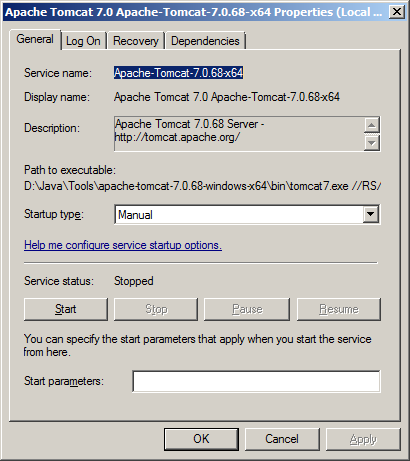 Apache Tomcat 7.0 Apache-Tomcat-7.0.68-x64 Properties (Local ...
General Log On Recovery Dependencies
Service name: Apache-Tomcat-7.0.68-x64
Display name: Apache Tomcat 7.0 Apache-Tomcat-7.0.68-x64
Description: Apache Tomcat 7.0.68 Server -
http://tomcat.apache.org/
Path to executable:
D:\Java\Tools\apache-tomcat-7.0.68-windows-x64\bin\tomcat7.exe //RS/
Startup type: Manual
Help me configure service startup options.
Service status: Stopped
Start Stop Pause Resume
You can specify the start parameters that apply when you start the service
from here.
Start parameters:
OK Cancel Apply